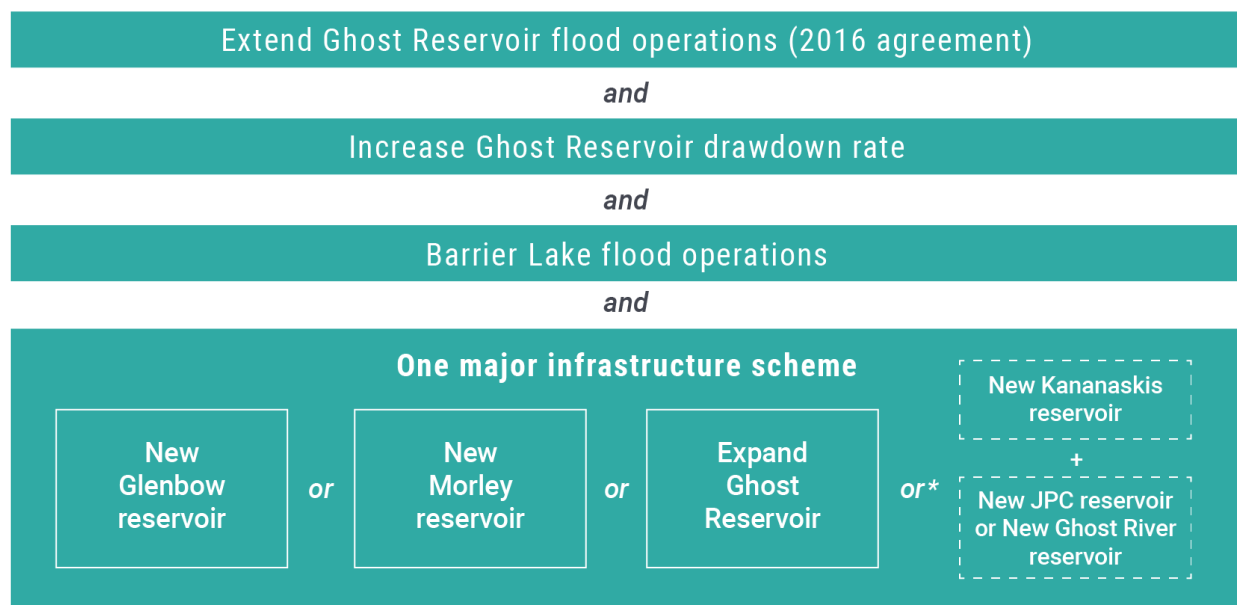 Extend Ghost Reservoir flood operations (2016 agreement)
and
Increase Ghost Reservoir drawdown rate
and
Barrier Lake flood operations
and
One major infrastructure scheme
New
Glenbow
reservoir
or
New
Morley
reservoir
or
Expand
Ghost
Reservoir
or*
New Kananaskis
reservoir
+
New JPC reservoir
or New Ghost River
reservoir